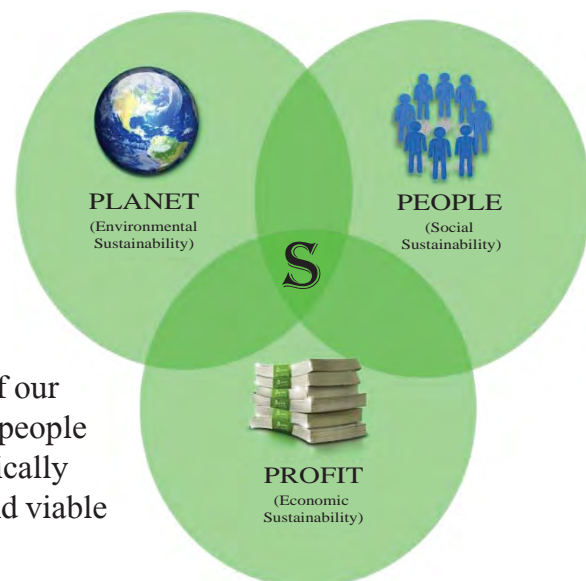 PLANET
(Environmental
Sustainability)
PEOPLE
(Social
Sustainability)
S
PROFIT
(Economic
Sustainability)
f our
people
ically
d viable